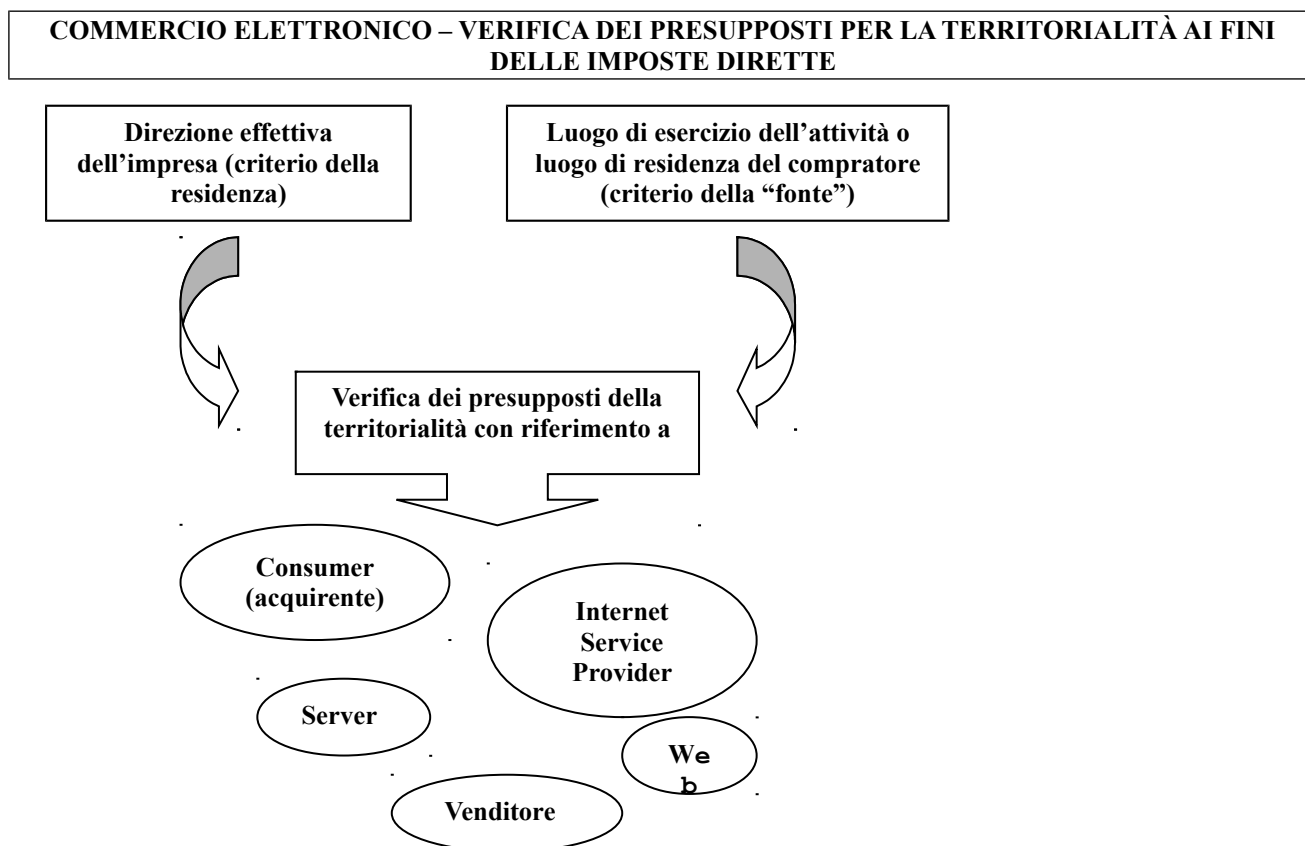 COMMERCIO ELETTRONICO – VERIFICA DEI PRESUPPOSTI PER LA TERRITORIALITÀ AI FINI
DELLE IMPOSTE DIRETTE
Direzione effettiva
dell’impresa (criterio della
residenza)
Luogo di esercizio dell’attività o
luogo di residenza del compratore
(criterio della “fonte”)
Verifica dei presupposti della
territorialità con riferimento a
Consumer
(acquirente)
Internet
Service
Provider
Server
We
b
Venditore